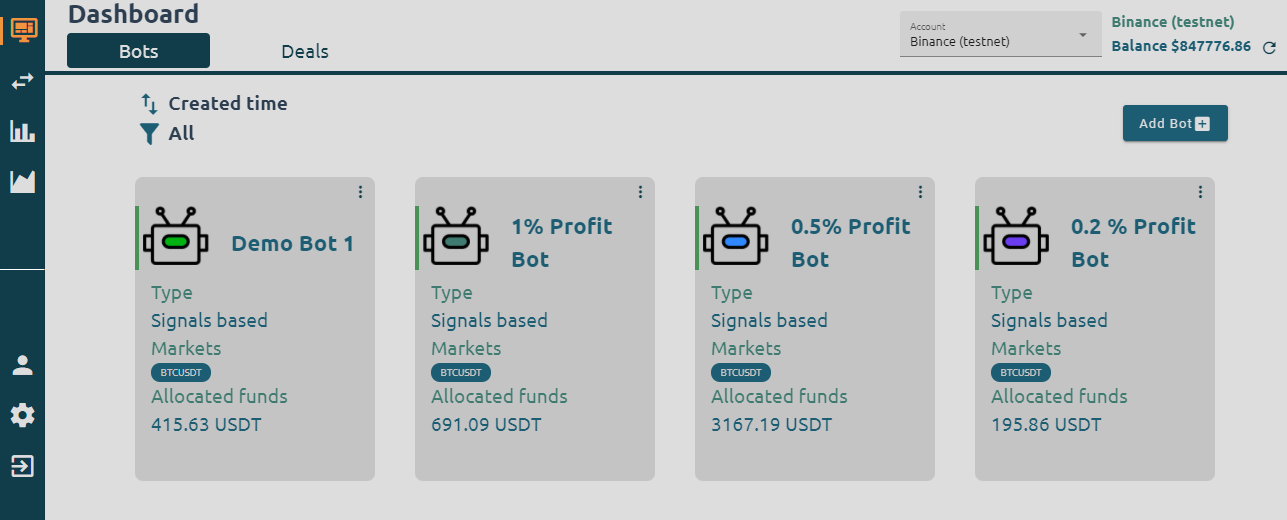 Dashboard
Bots
Deals
Account
Binance (testnet)
Binance (testnet)
Balance $847776.86
Created time
All
Add Bot
Demo Bot 1
Type
Signals based
Markets
BTCUSDT
Allocated funds
415.63 USDT
1% Profit
Bot
Type
Signals based
Markets
BTCUSDT
Allocated funds
691.09 USDT
0.5% Profit
Bot
Type
Signals based
Markets
BTCUSDT
Allocated funds
3167.19 USDT
0.2 % Profit
Bot
Type
Signals based
Markets
BTCUSDT
Allocated funds
195.86 USDT